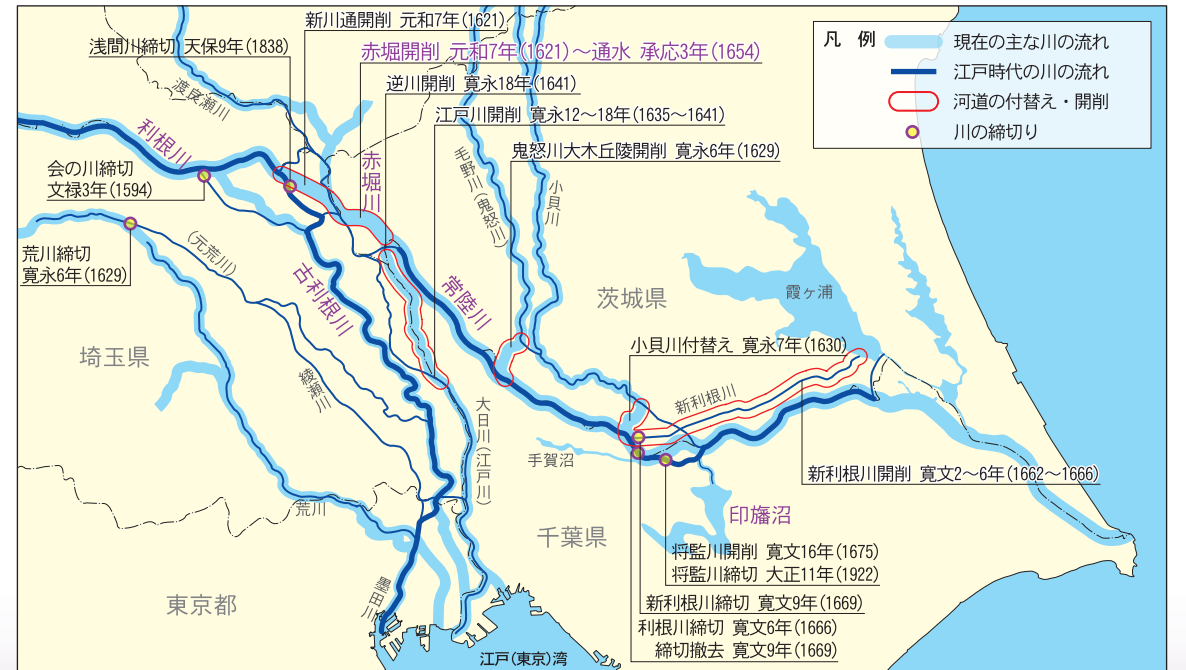 新川通開削 元和7年(1621)
浅間川締切 天保9年(1838)
赤堀開削 元和7年(1621)～通水 承応3年(1654)
逆川開削 寛永18年(1641)
江戸川開削 寛永12～18年(1635～1641)
鬼怒川大木丘陵開削 寛永6年(1629)
凡 例
現在の主な川の流れ
江戸時代の川の流れ
河道の付替え・開削
川の締切り
渡良瀬川
利根川
赤堀川
毛野川(鬼怒川)
小貝川
会の川締切
文禄3年(1594)
荒川締切
寛永6年(1629)
(元荒川)
古利根川
常陸川
茨城県
霞ヶ浦
埼玉県
綾瀬川
小貝川付替え 寛永7年(1630)
新利根川
大日川(江戸川)
手賀沼
新利根川開削 寛文2～6年(1662～1666)
荒川
印旛沼
千葉県
将監川開削 寛文16年(1675)
将監川締切 大正11年(1922)
新利根川締切 寛文9年(1669)
利根川締切 寛文6年(1666)
締切撤去 寛文9年(1669)
東京都
墨田川
江戸(東京)湾